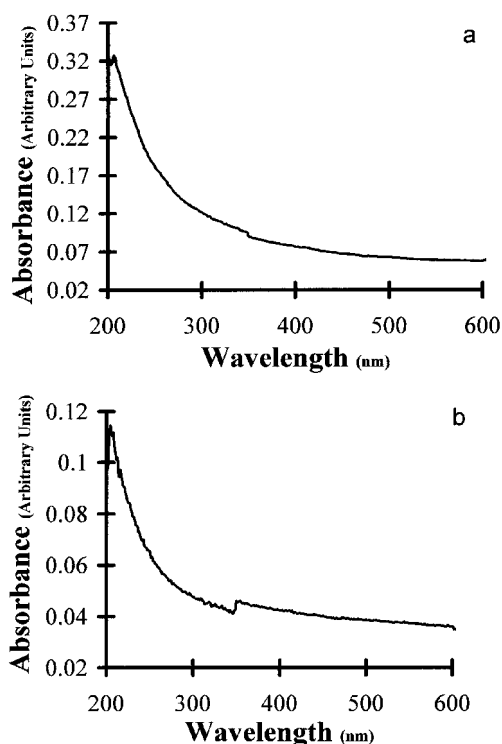 a
0.37
0.32
0.27
0.22
0.17
0.12
0.07
0.02
Absorbance (Arbitrary Units)
200 300 400 500 600
Wavelength (nm)
b
0.12
0.1
0.08
0.06
0.04
0.02
Absorbance (Arbitrary Units)
200 300 400 500 600
Wavelength (nm)